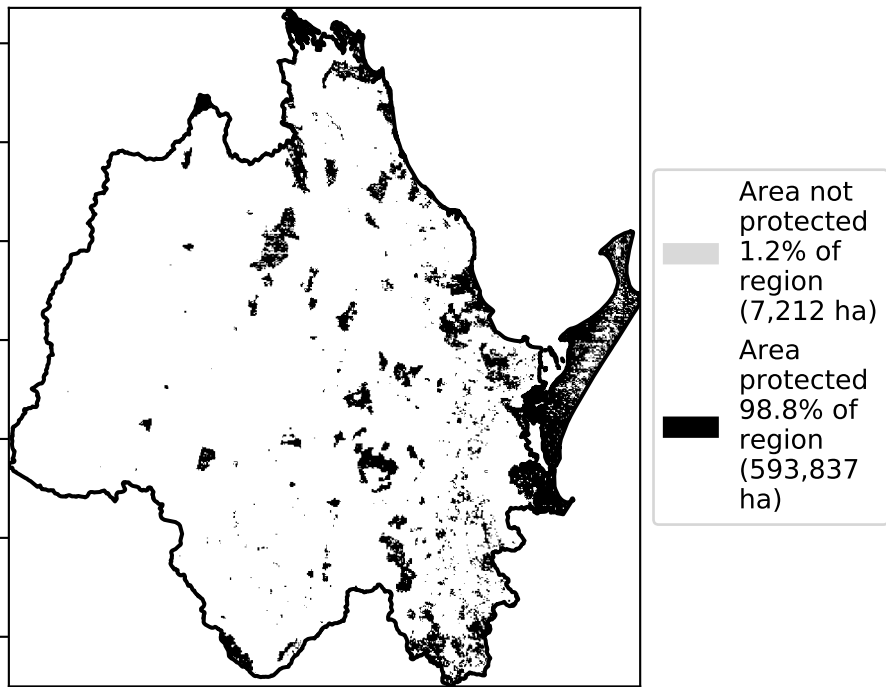 Area not
protected
1.2% of
region
(7,212 ha)
Area
protected
98.8% of
region
(593,837
ha)